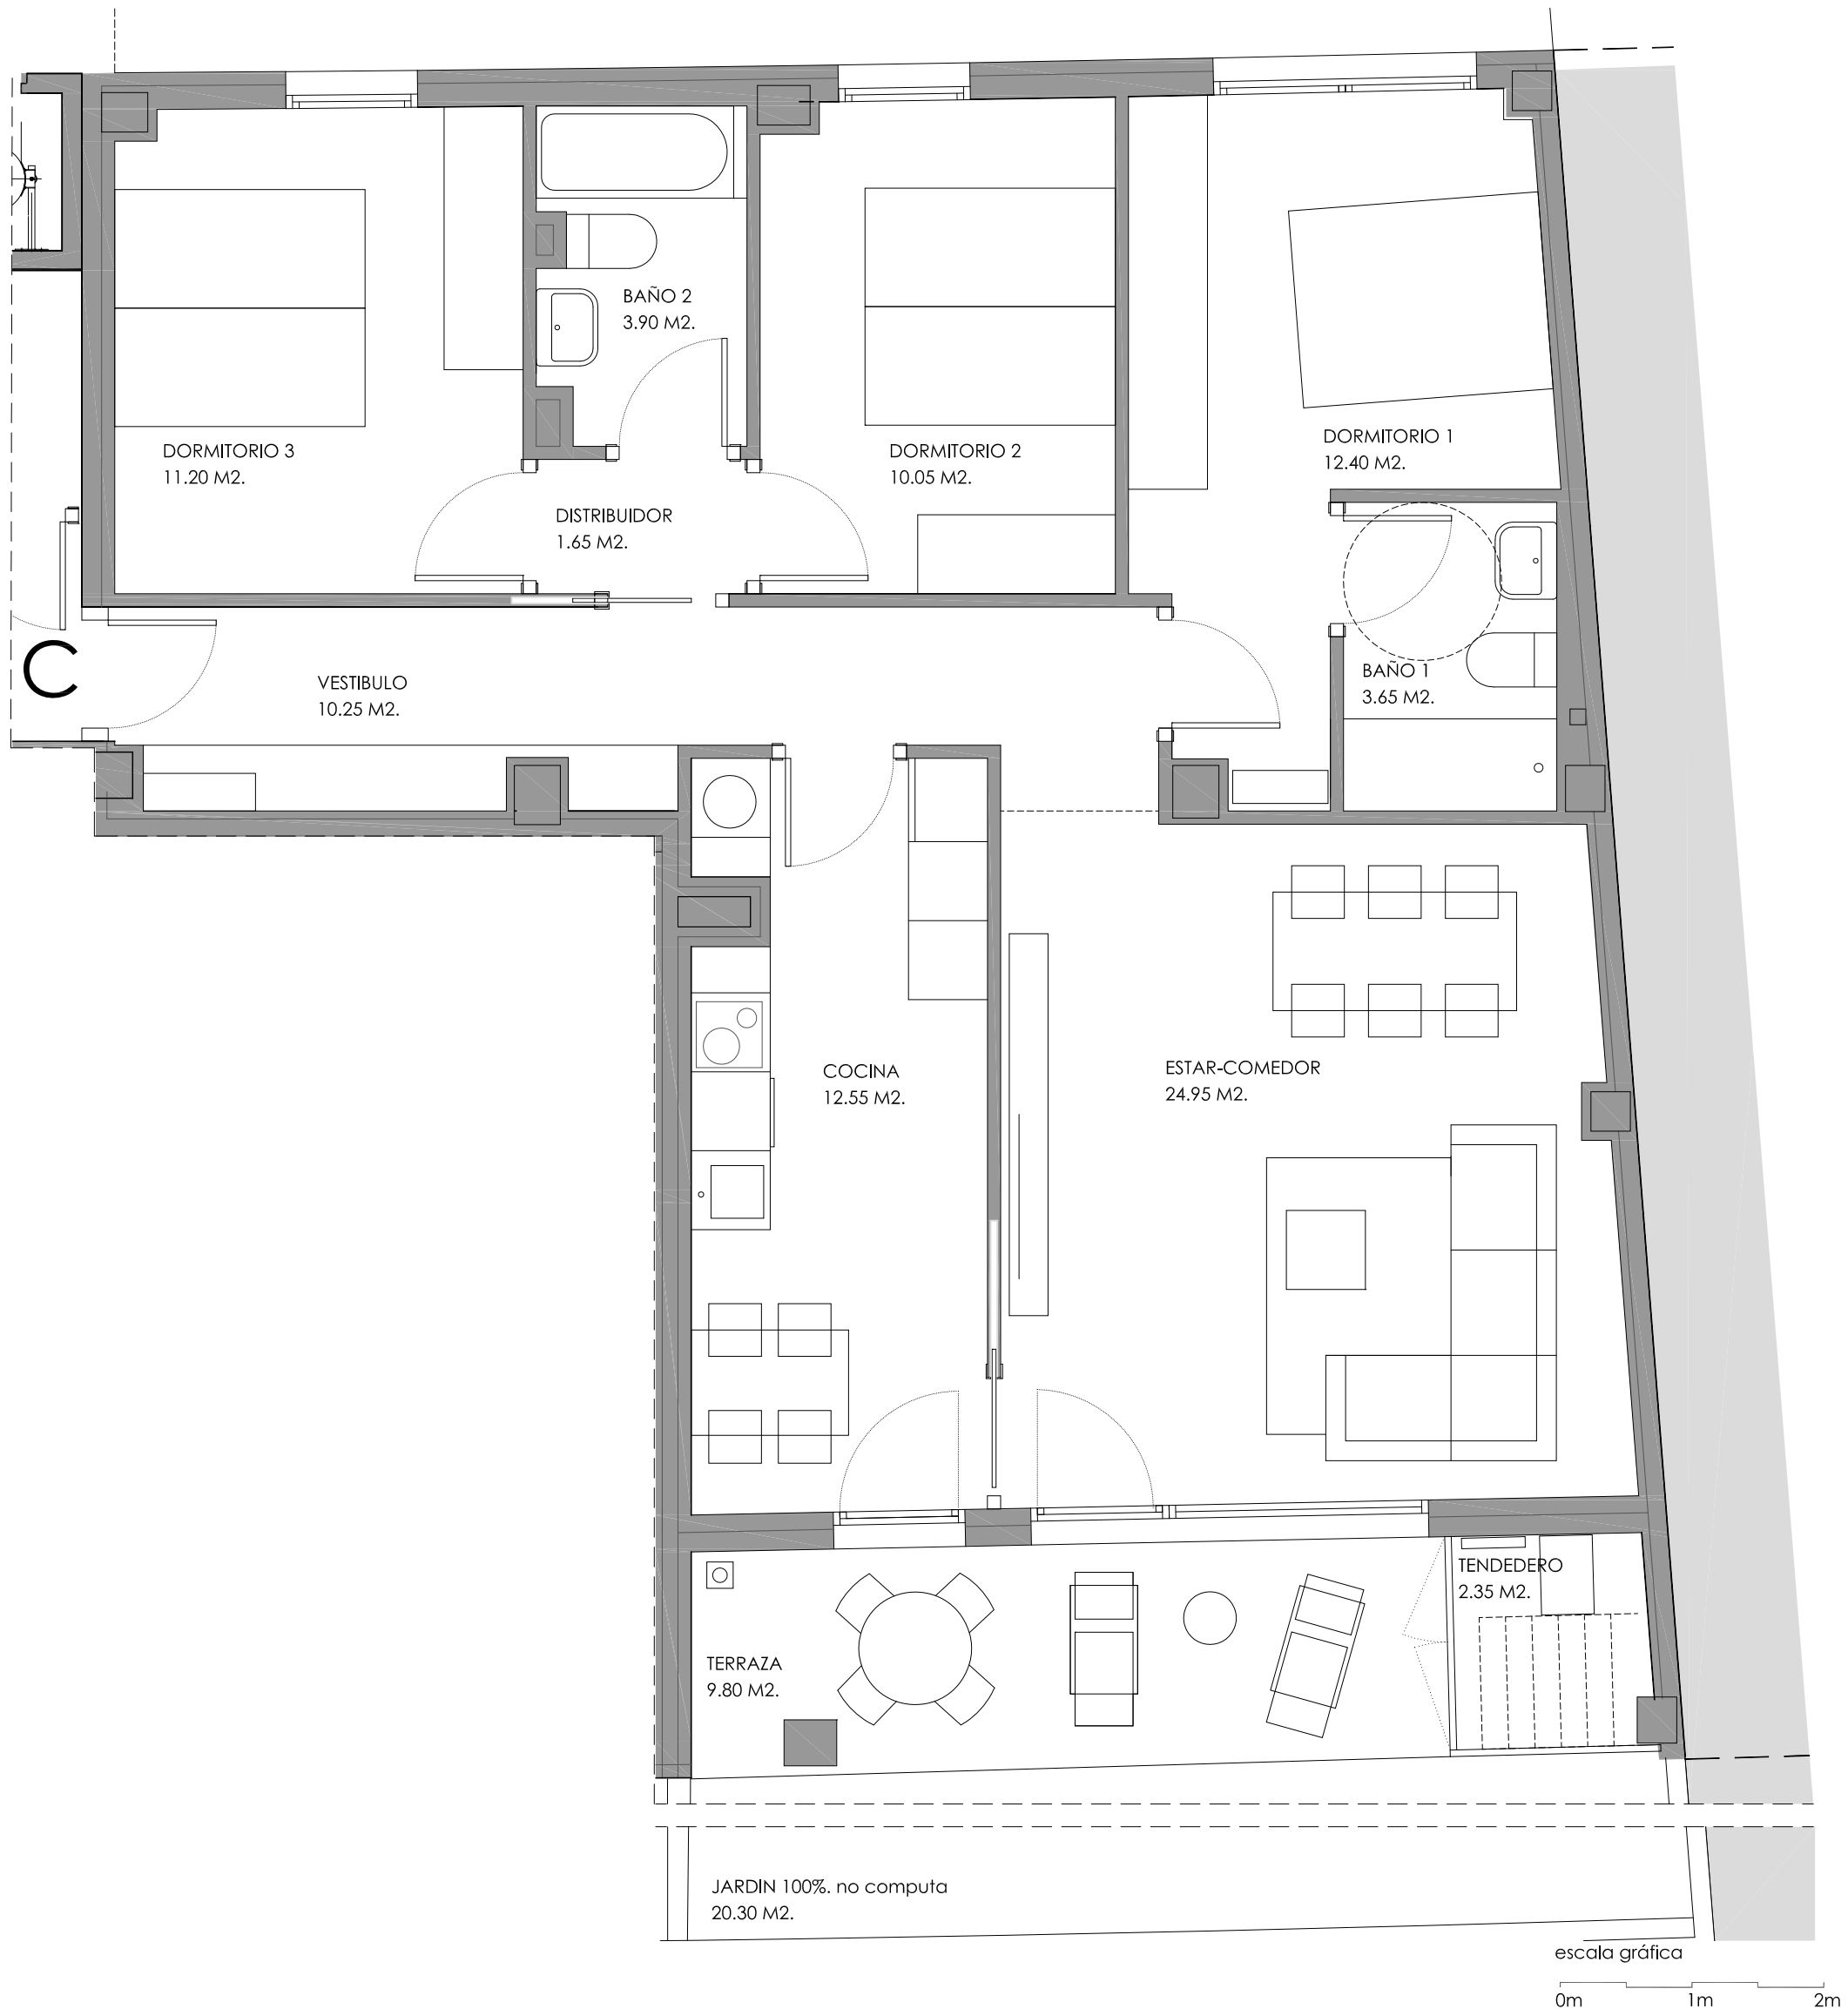 BAÑO 2
3.90 M2.
DORMITORIO 3
11.20 M2.
DORMITORIO 2
10.05 M2.
DORMITORIO 1
12.40 M2.
DISTRIBUIDOR
1.65 M2.
C
VESTIBULO
10.25 M2.
BAÑO 1
3.65 M2.
COCINA
12.55 M2.
ESTAR-COMEDOR
24.95 M2.
TENDEDERO
2.35 M2.
TERRAZA
9.80 M2.
JARDIN 100%. no computa
20.30 M2.
escala gráfica
0m 1m 2m